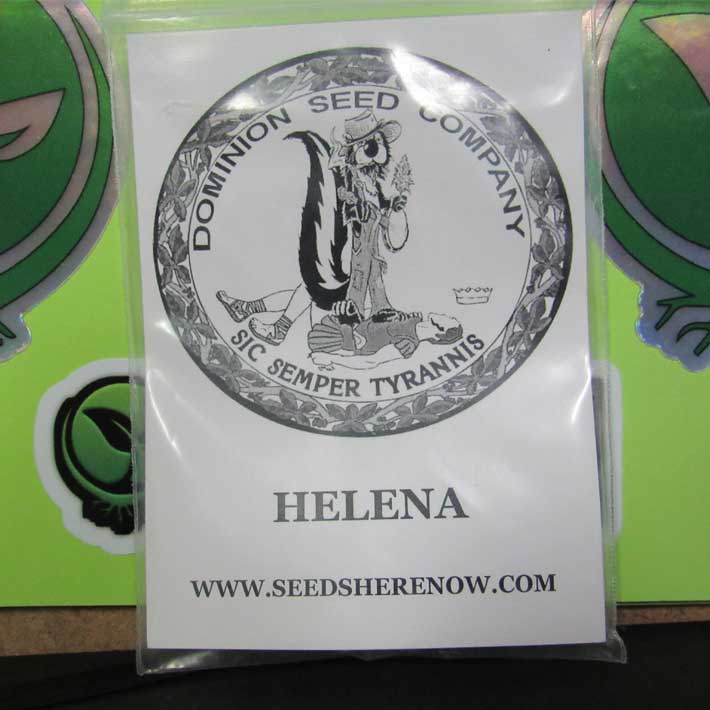 DOMINION SEED COMPANY
SIC SEMPER TYRANNIS
HELENA
WWW.SEEDSHERENOW.COM